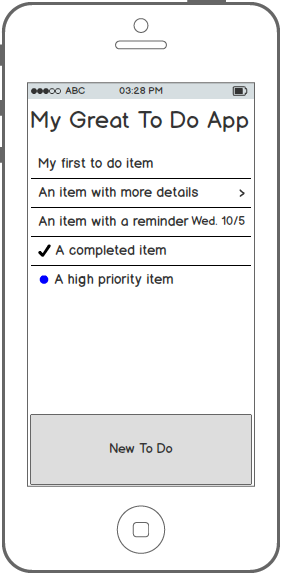 ABC 03:28 PM
My Great To Do App
My first to do item
An item with more details
An item with a reminder Wed. 10/5
A completed item
A high priority item
New To Do